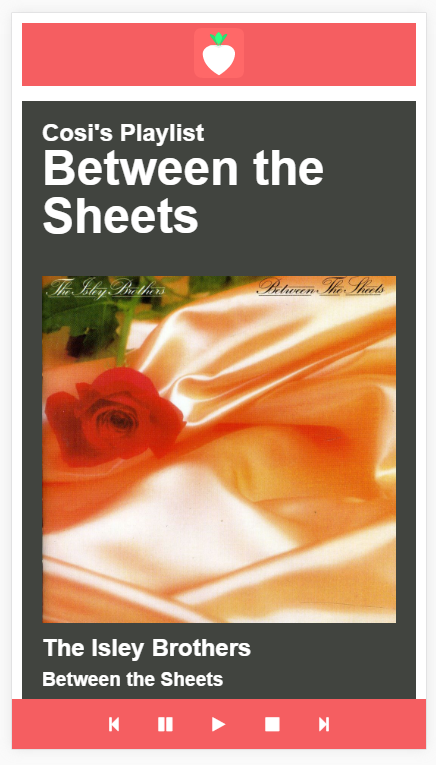 Cosi's Playlist
Between the
Sheets
The Isley Brothers
Between The Sheets
The Isley Brothers
Between the Sheets